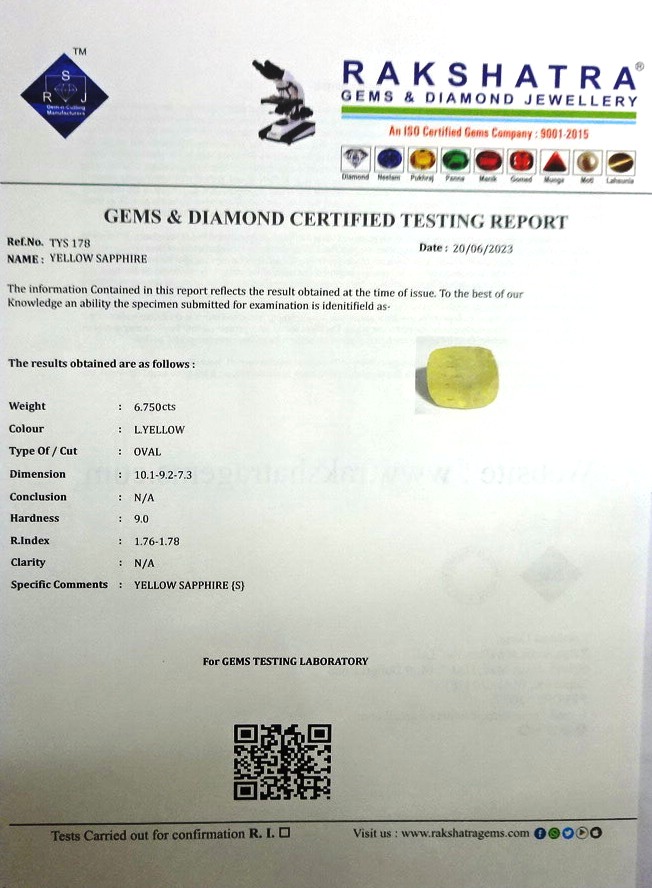 TM
S
R J
Gem-n-Cutting
Manufacturers
RAKSHATRA®
GEMS & DIAMOND JEWELLERY
An ISO Certified Gems Company : 9001-2015
Diamond Neelam Pukhraj Panna Manik Gomed Munga Moti Lahsunia
GEMS & DIAMOND CERTIFIED TESTING REPORT
Ref.No. TYS 178 Date : 20/06/2023
NAME : YELLOW SAPPHIRE
The information Contained in this report reflects the result obtained at the time of issue. To the best of our
Knowledge an ability the specimen submitted for examination is idenitifield as-
The results obtained are as follows :
Weight : 6.750cts
Colour : L.YELLOW
Type Of / Cut : OVAL
Dimension : 10.1-9.2-7.3
Conclusion : N/A
Hardness : 9.0
R.Index : 1.76-1.78
Clarity : N/A
Specific Comments : YELLOW SAPPHIRE (S)
For GEMS TESTING LABORATORY
Tests Carried out for confirmation R. I. Visit us : www.rakshatragems.com